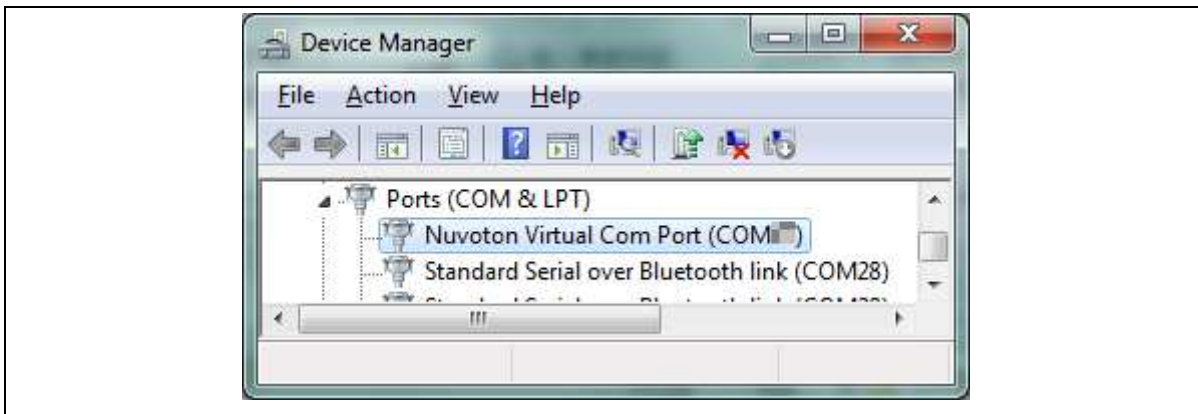 Device Manager
File Action View Help
Ports (COM & LPT)
Nuvoton Virtual Com Port (COM )
Standard Serial over Bluetooth link (COM28)